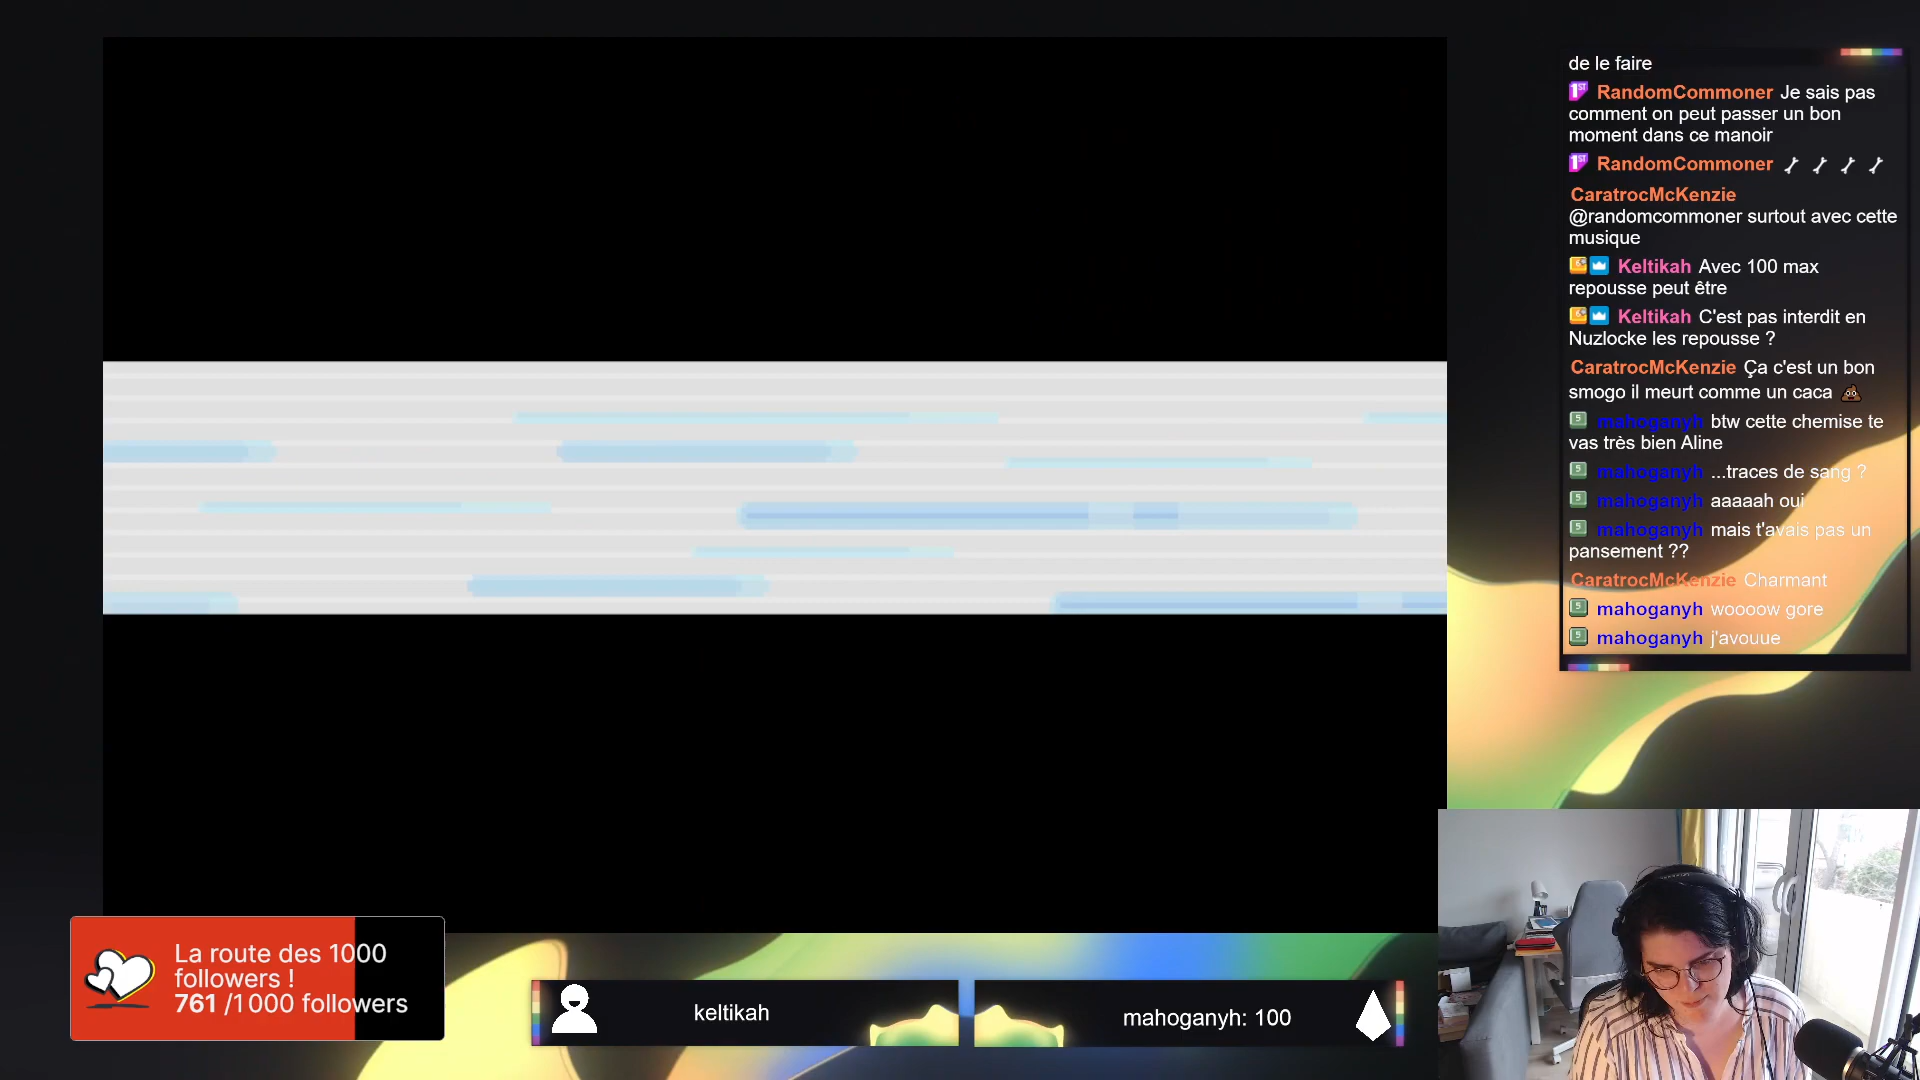 de le faire
RandomCommoner Je sais pas
comment on peut passer un bon
moment dans ce manoir
RandomCommoner
CaratrocMcKenzie
@randomcommoner surtout avec cette
musique
Keltikah Avec 100 max
repousse peut être
Keltikah C'est pas interdit en
Nuzlocke les repousse ?
CaratrocMcKenzie Ça c'est un bon
smogo il meurt comme un caca 💩
mahoganyh btw cette chemise te
vas très bien Aline
mahoganyh ...traces de sang ?
mahoganyh aaaaah oui
mahoganyh mais t'avais pas un
pansement ??
CaratrocMcKenzie Charmant
mahoganyh woooow gore
mahoganyh j'avouue
La route des 1000
followers !
761 /1 000 followers
keltikah
mahoganyh: 100